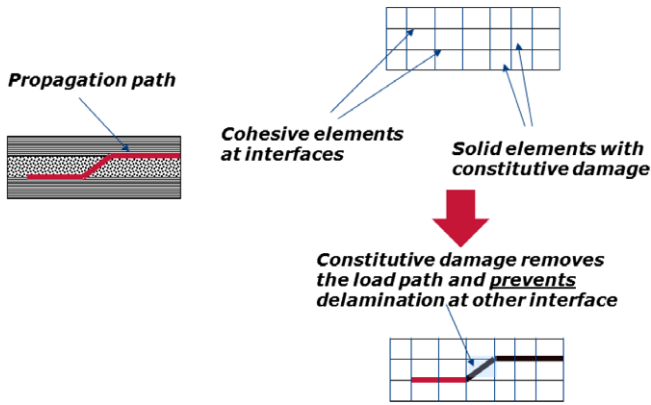 Propagation path
Cohesive elements
at interfaces
Solid elements with
constitutive damage
Constitutive damage removes
the load path and prevents
delamination at other interface